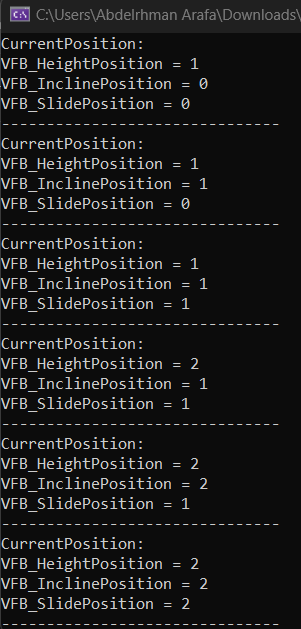 C:\Users\Abdelrhman Arafa\Downloads\
CurrentPosition:
VFB_HeightPosition = 1
VFB_InclinePosition = 0
VFB_SlidePosition = 0
-------------------------------
CurrentPosition:
VFB_HeightPosition = 1
VFB_InclinePosition = 1
VFB_SlidePosition = 0
-------------------------------
CurrentPosition:
VFB_HeightPosition = 1
VFB_InclinePosition = 1
VFB_SlidePosition = 1
-------------------------------
CurrentPosition:
VFB_HeightPosition = 2
VFB_InclinePosition = 1
VFB_SlidePosition = 1
-------------------------------
CurrentPosition:
VFB_HeightPosition = 2
VFB_InclinePosition = 2
VFB_SlidePosition = 1
-------------------------------
CurrentPosition:
VFB_HeightPosition = 2
VFB_InclinePosition = 2
VFB_SlidePosition = 2
-------------------------------